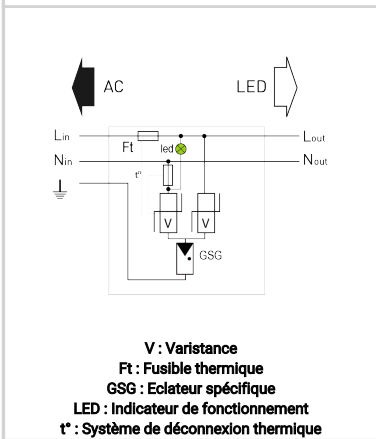 AC LED
Lin Lout
Ft led
Nin Nout
t°
V V
GSG
V : Varistance
Ft : Fusible thermique
GSG : Eclateur spécifique
LED : Indicateur de fonctionnement
t° : Système de déconnexion thermique